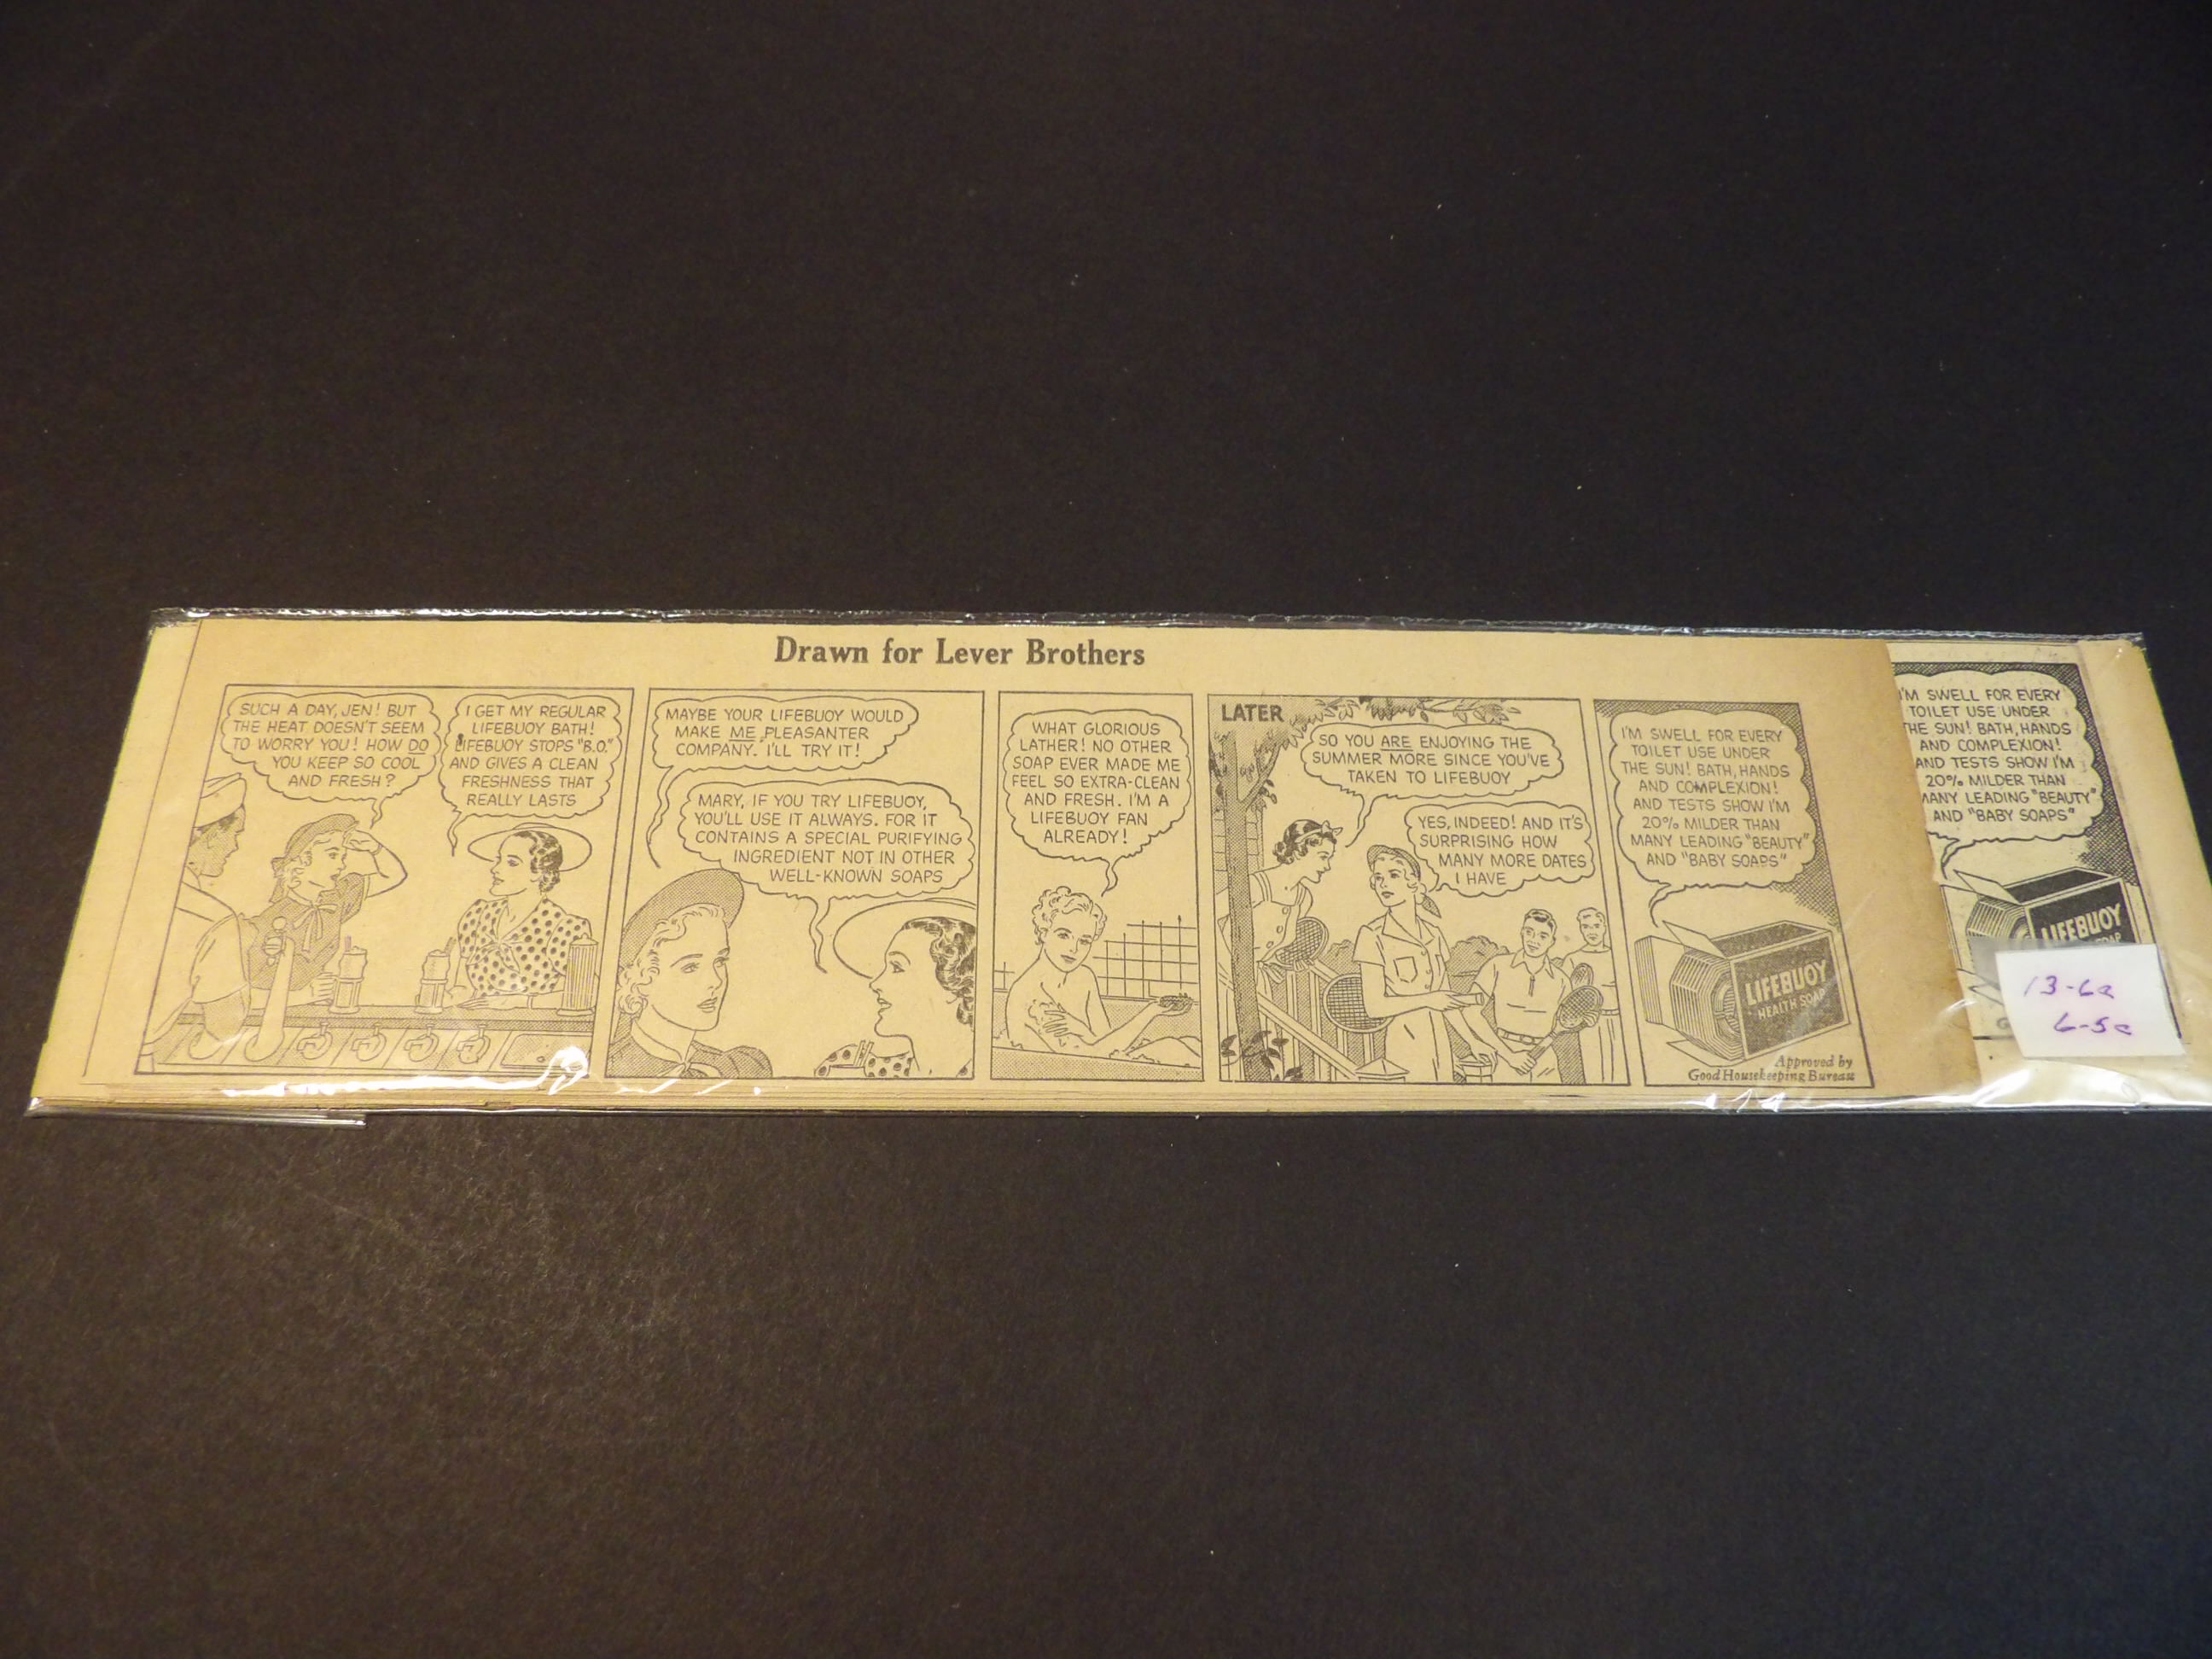 Drawn for Lever Brothers
SUCH A DAY, JEN! BUT
THE HEAT DOESN'T SEEM
TO WORRY YOU! HOW DO
YOU KEEP SO COOL
AND FRESH?
I GET MY REGULAR
LIFEBUOY BATH!
LIFEBUOY STOPS "B.O."
AND GIVES A CLEAN
FRESHNESS THAT
REALLY LASTS
MAYBE YOUR LIFEBUOY WOULD
MAKE ME PLEASANTER
COMPANY. I'LL TRY IT!
MARY, IF YOU TRY LIFEBUOY,
YOU'LL USE IT ALWAYS. FOR IT
CONTAINS A SPECIAL PURIFYING
INGREDIENT NOT IN OTHER
WELL-KNOWN SOAPS
WHAT GLORIOUS
LATHER! NO OTHER
SOAP EVER MADE ME
FEEL SO EXTRA-CLEAN
AND FRESH. I'M A
LIFEBUOY FAN
ALREADY!
LATER
SO YOU ARE ENJOYING THE
SUMMER MORE SINCE YOU'VE
TAKEN TO LIFEBUOY
YES, INDEED! AND IT'S
SURPRISING HOW
MANY MORE DATES
I HAVE
I'M SWELL FOR EVERY
TOILET USE UNDER
THE SUN! BATH, HANDS
AND COMPLEXION!
AND TESTS SHOW I'M
20% MILDER THAN
MANY LEADING "BEAUTY"
AND "BABY SOAPS"
LIFEBUOY
HEALTH SOAP
Approved by
Good Housekeeping Bureau
I'M SWELL FOR EVERY
TOILET USE UNDER
THE SUN! BATH, HANDS
AND COMPLEXION!
AND TESTS SHOW I'M
20% MILDER THAN
MANY LEADING "BEAUTY"
AND "BABY SOAPS"
LIFEBUOY
13-6a
6-5c